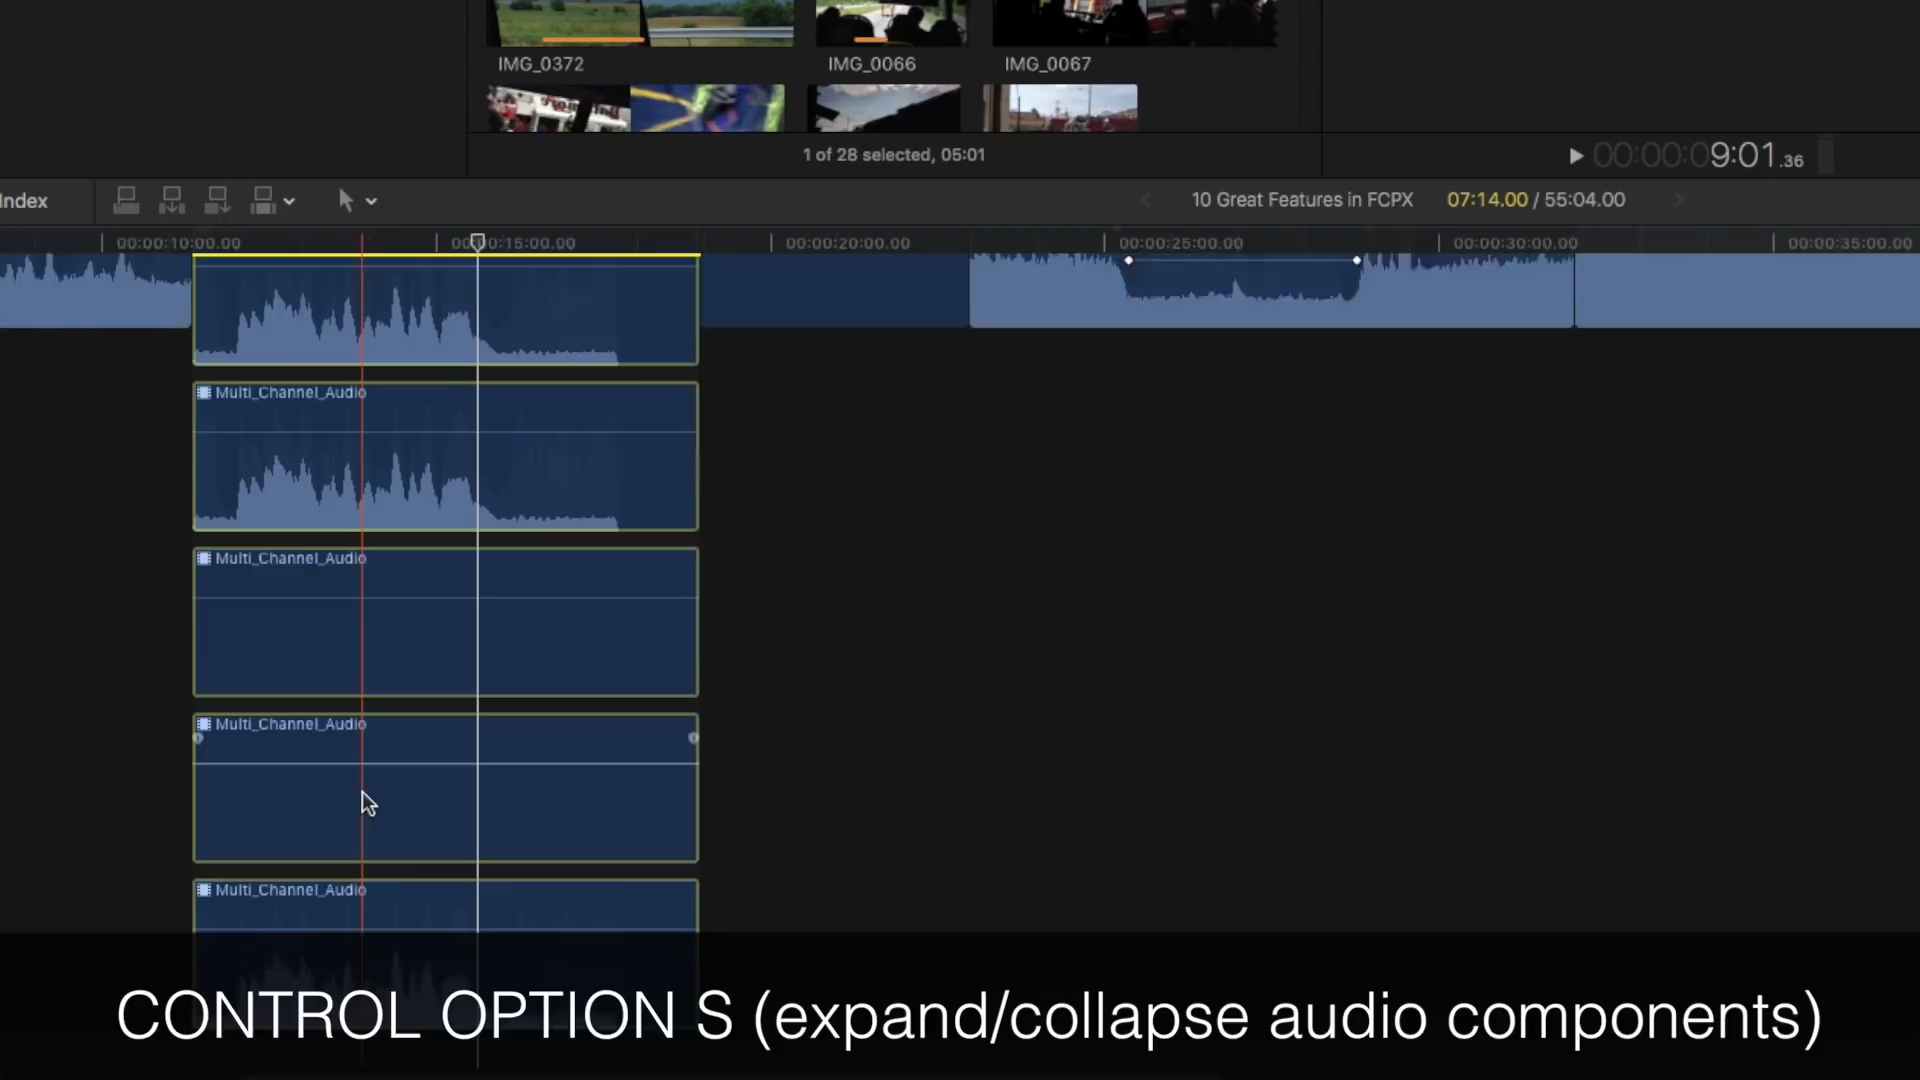 IMG_0372
IMG_0066
IMG_0067
1 of 28 selected, 05:01
00:00:09:01.36
Index
10 Great Features in FCPX
07:14.00 / 55:04.00
00:00:10:00.00
00:00:15:00.00
00:00:20:00.00
00:00:25:00.00
00:00:30:00.00
00:00:35:00.00
Multi_Channel_Audio
Multi_Channel_Audio
Multi_Channel_Audio
Multi_Channel_Audio
CONTROL OPTION S (expand/collapse audio components)